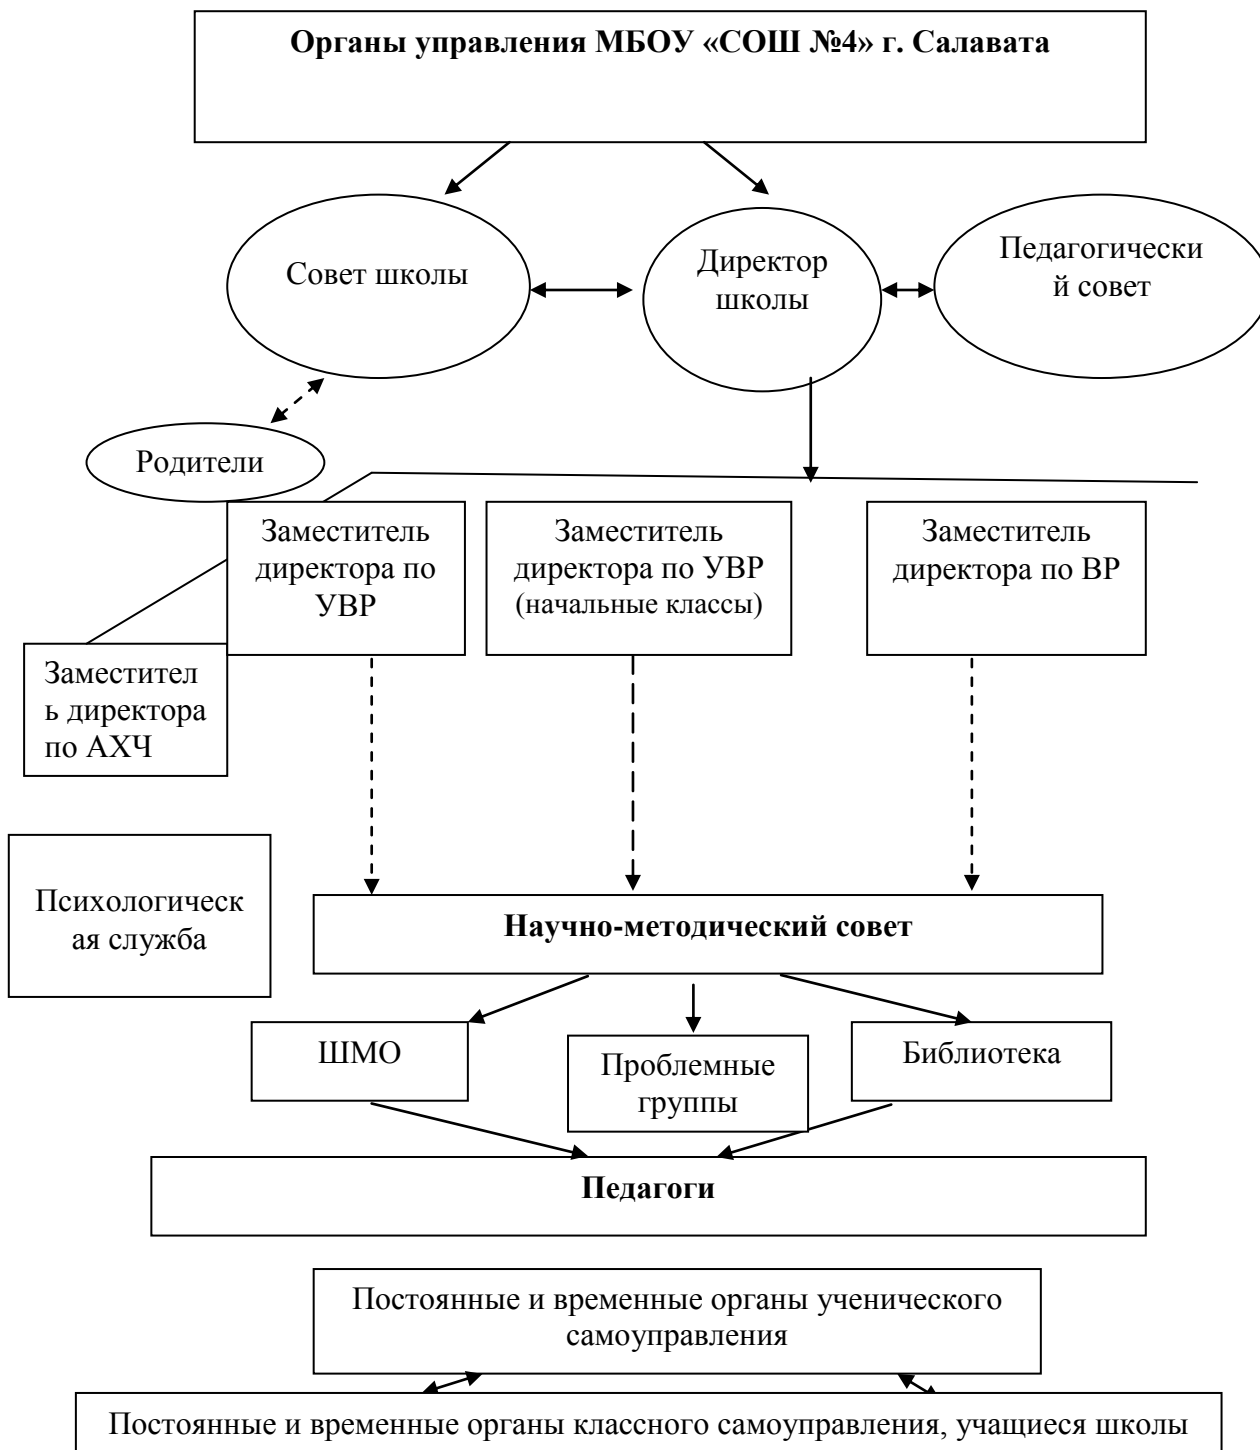 Органы управления МБОУ «СОШ №4» г. Салавата
Совет школы
Директор
школы
Педагогически
й совет
Родители
Заместитель
директора по
УВР
Заместитель
директора по УВР
(начальные классы)
Заместитель
директора по ВР
Заместител
ь директора
по АХЧ
Психологическ
ая служба
Научно-методический совет
ШМО
Проблемные
группы
Библиотека
Педагоги
Постоянные и временные органы ученического
самоуправления
Постоянные и временные органы классного самоуправления, учащиеся школы